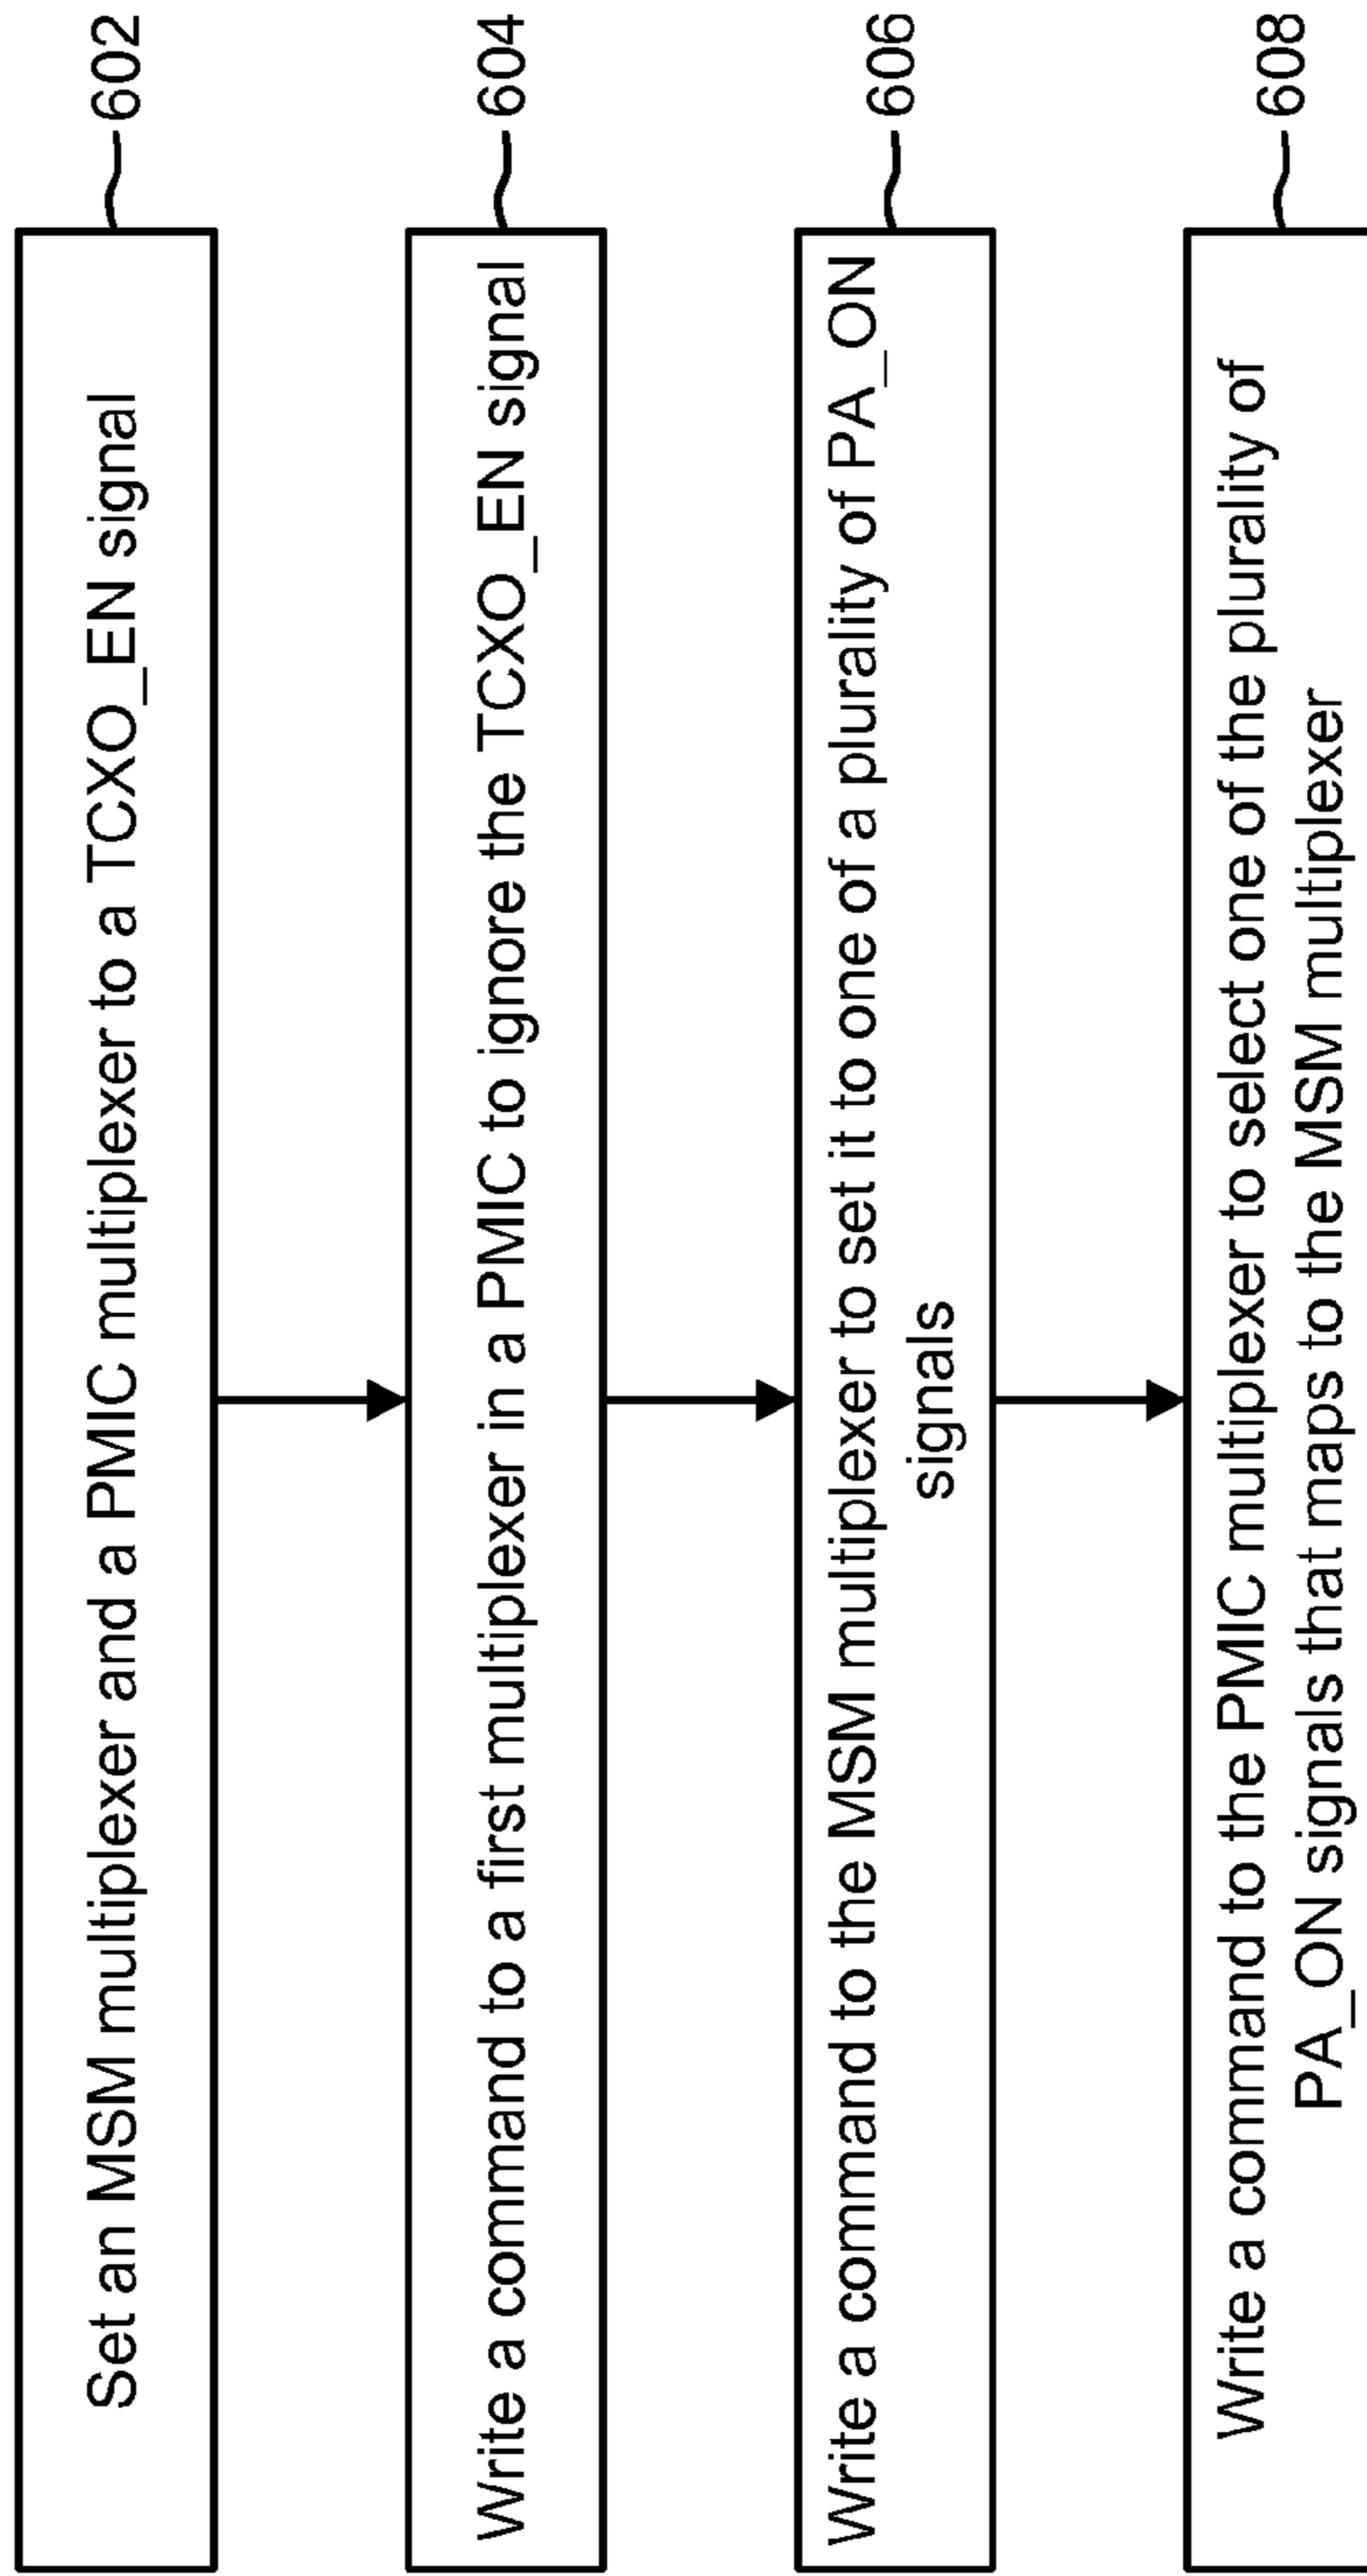 Set an MSM multiplexer and a PMIC multiplexer to a TCXO_EN signal
602
Write a command to a first multiplexer in a PMIC to ignore the TCXO_EN signal
604
Write a command to the MSM multiplexer to set it to one of a plurality of PA_ON
signals
606
Write a command to the PMIC multiplexer to select one of the plurality of
PA_ON signals that maps to the MSM multiplexer
608